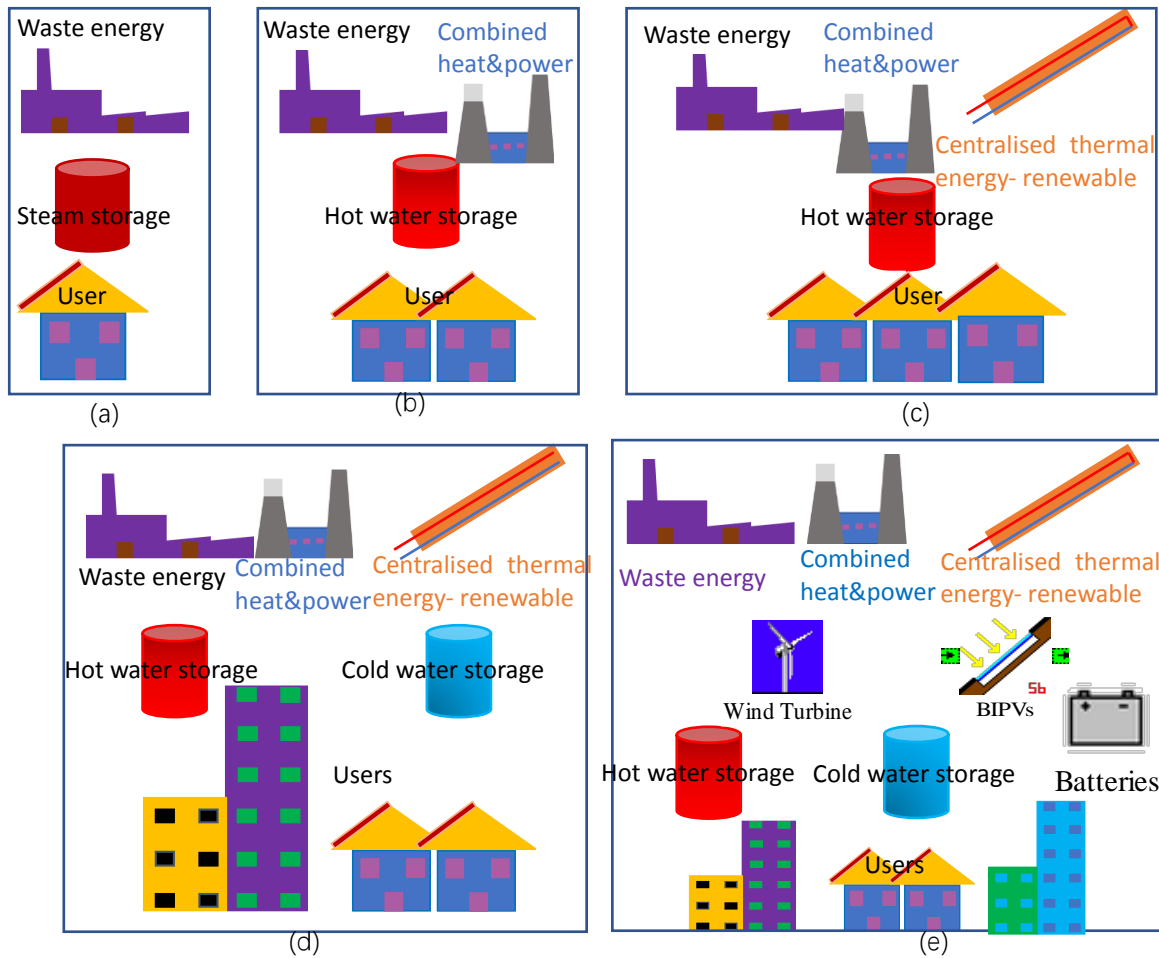 Waste energy
Steam storage
User
(a)
Waste energy
Combined
heat&power
Hot water storage
User
(b)
Waste energy
Combined
heat&power
Centralised thermal
energy- renewable
Hot water storage
User
(c)
Waste energy
Combined
heat&power
Centralised thermal
energy- renewable
Hot water storage
Cold water storage
Users
(d)
Waste energy
Combined
heat&power
Centralised thermal
energy- renewable
Wind Turbine
56
BIPVs
Hot water storage
Cold water storage
Batteries
Users
(e)